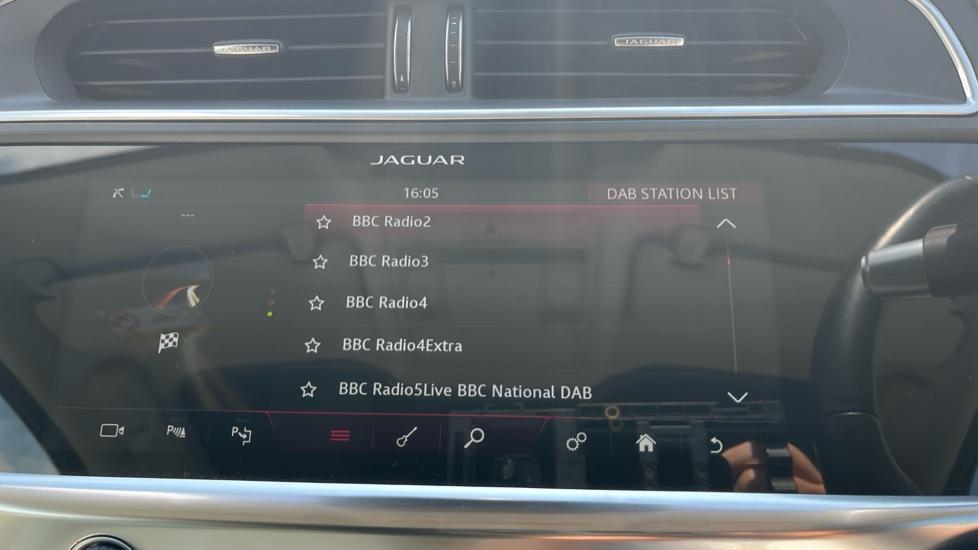 JAGUAR
JAGUAR
JAGUAR
16:05
DAB STATION LIST
---
BBC Radio2
BBC Radio3
BBC Radio4
BBC Radio4Extra
BBC Radio5Live BBC National DAB